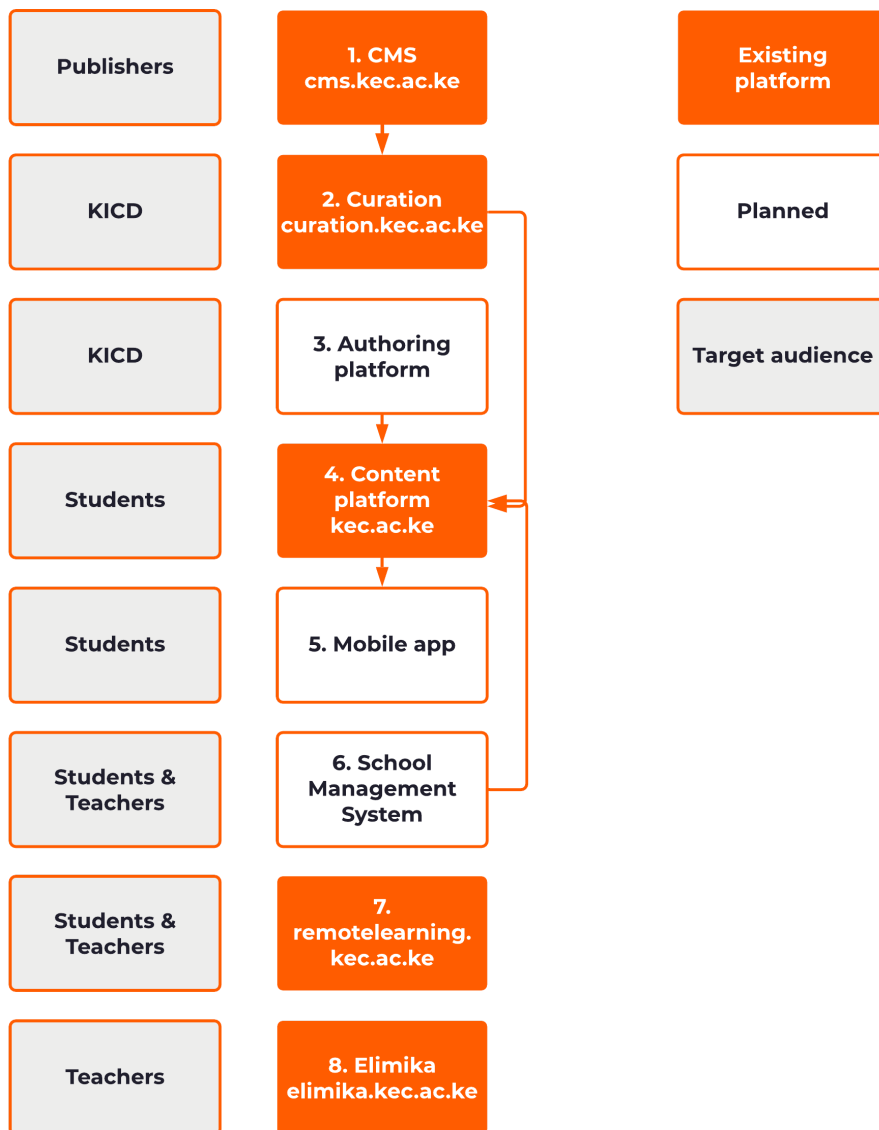 Publishers
1. CMS
cms.kec.ac.ke
Existing
platform
KICD
2. Curation
curation.kec.ac.ke
Planned
KICD
3. Authoring
platform
Target audience
Students
4. Content
platform
kec.ac.ke
Students
5. Mobile app
Students &
Teachers
6. School
Management
System
Students &
Teachers
7.
remotelearning.
kec.ac.ke
Teachers
8. Elimika
elimika.kec.ac.ke